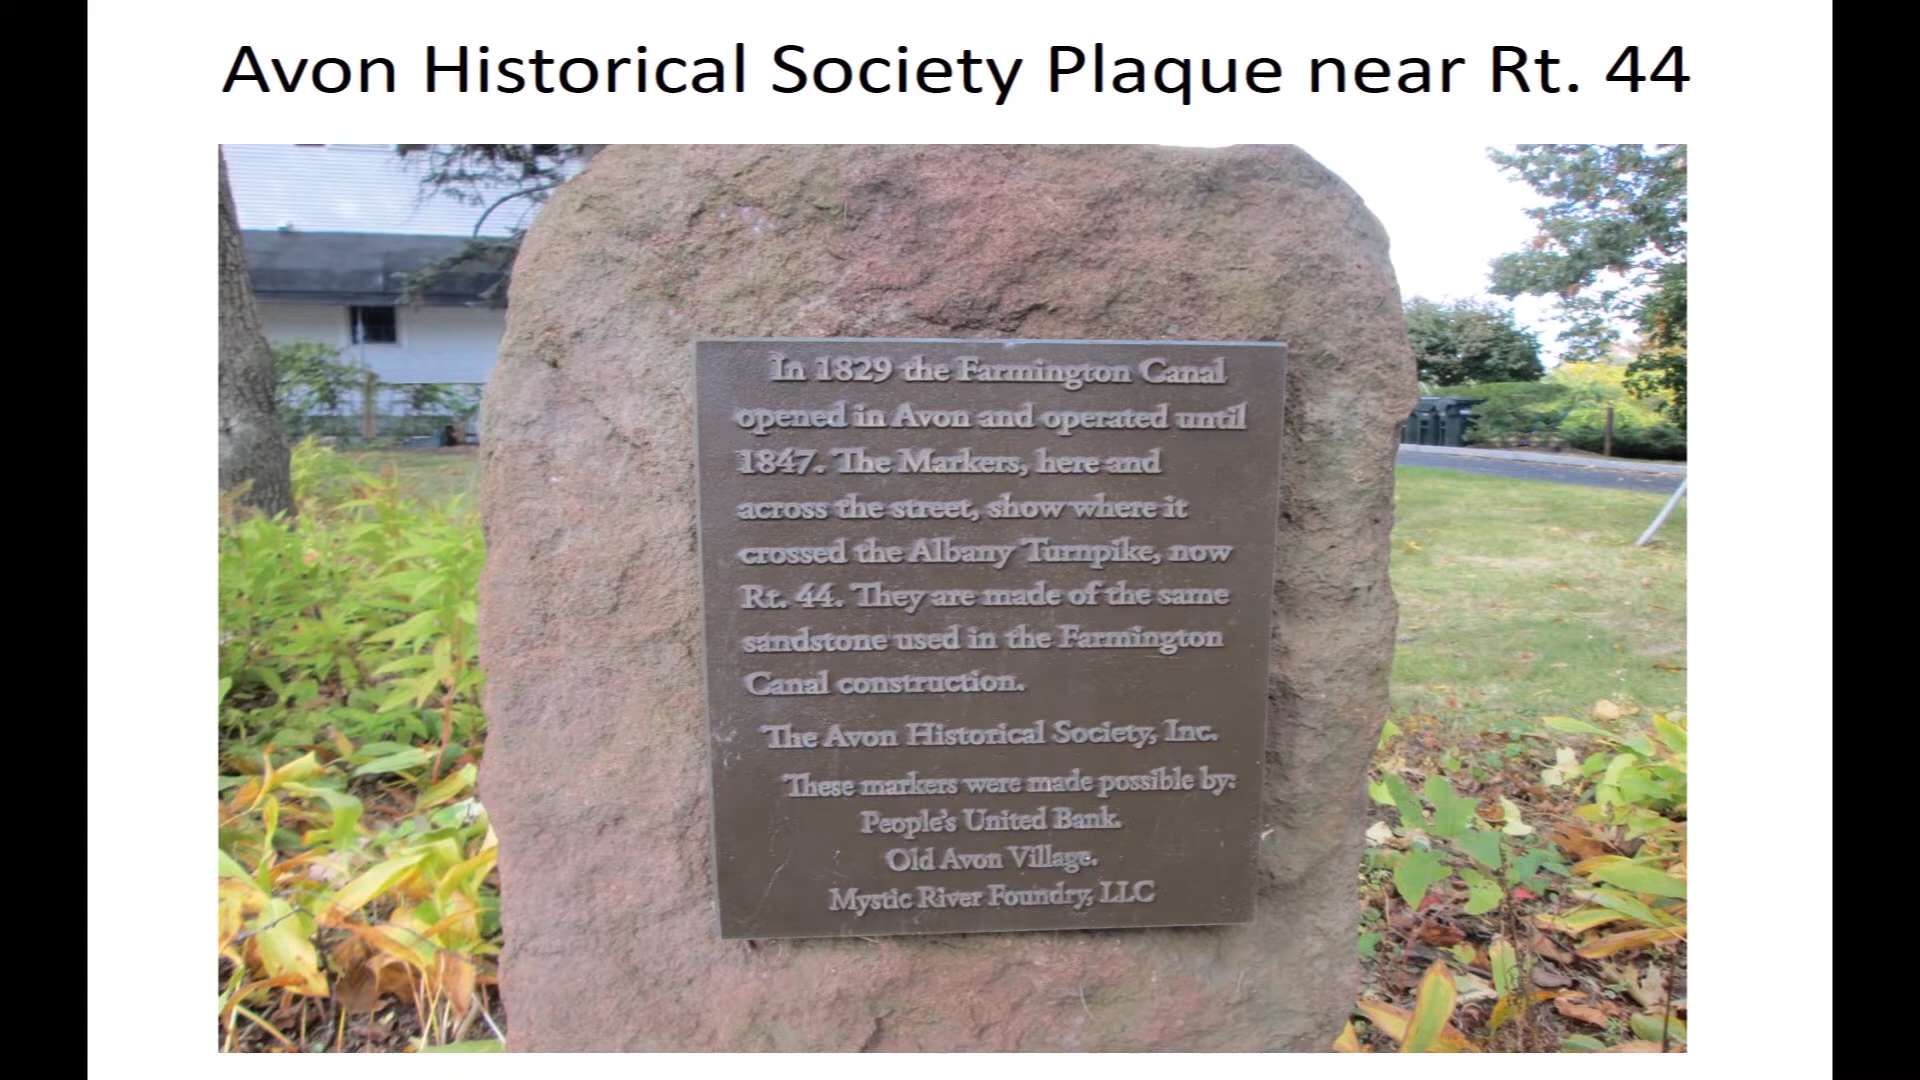 Avon Historical Society Plaque near Rt. 44
In 1829 the Farmington Canal
opened in Avon and operated until
1847. The Markers, here and
across the street, show where it
crossed the Albany Turnpike, now
Rt. 44. They are made of the same
sandstone used in the Farmington
Canal construction.
The Avon Historical Society, Inc.
These markers were made possible by:
People's United Bank.
Old Avon Village.
Mystic River Foundry, LLC